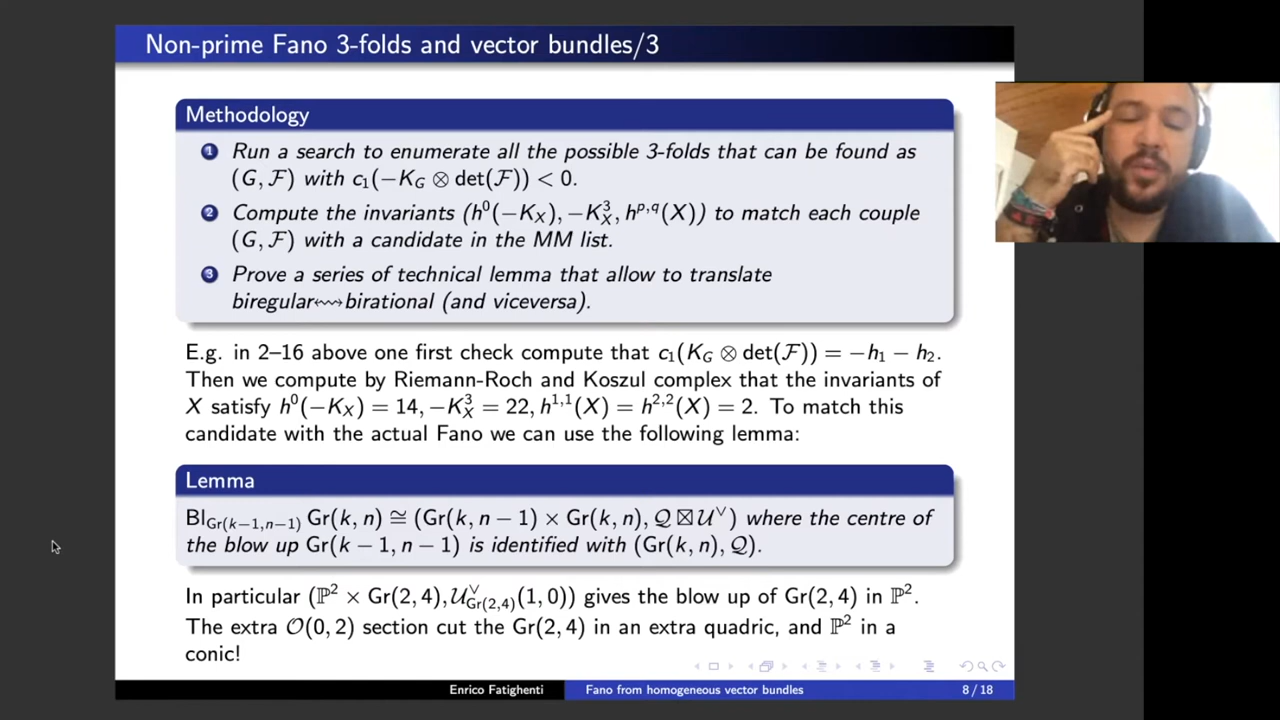 Non-prime Fano 3-folds and vector bundles/3
Methodology
1 Run a search to enumerate all the possible 3-folds that can be found as
(G, ℱ) with c₁(−K_G ⊗ det(ℱ)) < 0.
2 Compute the invariants (h⁰(−K_X), −K³_X, h^{p,q}(X)) to match each couple
(G, ℱ) with a candidate in the MM list.
3 Prove a series of technical lemma that allow to translate
biregular↭birational (and viceversa).
E.g. in 2–16 above one first check compute that c₁(K_G ⊗ det(ℱ)) = −h₁ − h₂.
Then we compute by Riemann-Roch and Koszul complex that the invariants of
X satisfy h⁰(−K_X) = 14, −K³_X = 22, h^{1,1}(X) = h^{2,2}(X) = 2. To match this
candidate with the actual Fano we can use the following lemma:
Lemma
Bl_{Gr(k−1,n−1)} Gr(k, n) ≅ (Gr(k, n − 1) × Gr(k, n), 𝒬 ⊠ 𝒰^∨) where the centre of
the blow up Gr(k − 1, n − 1) is identified with (Gr(k, n), 𝒬).
In particular (ℙ² × Gr(2, 4), 𝒰^∨_{Gr(2,4)}(1, 0)) gives the blow up of Gr(2, 4) in ℙ².
The extra 𝒪(0, 2) section cut the Gr(2, 4) in an extra quadric, and ℙ² in a
conic!
Enrico Fatighenti Fano from homogeneous vector bundles 8 / 18